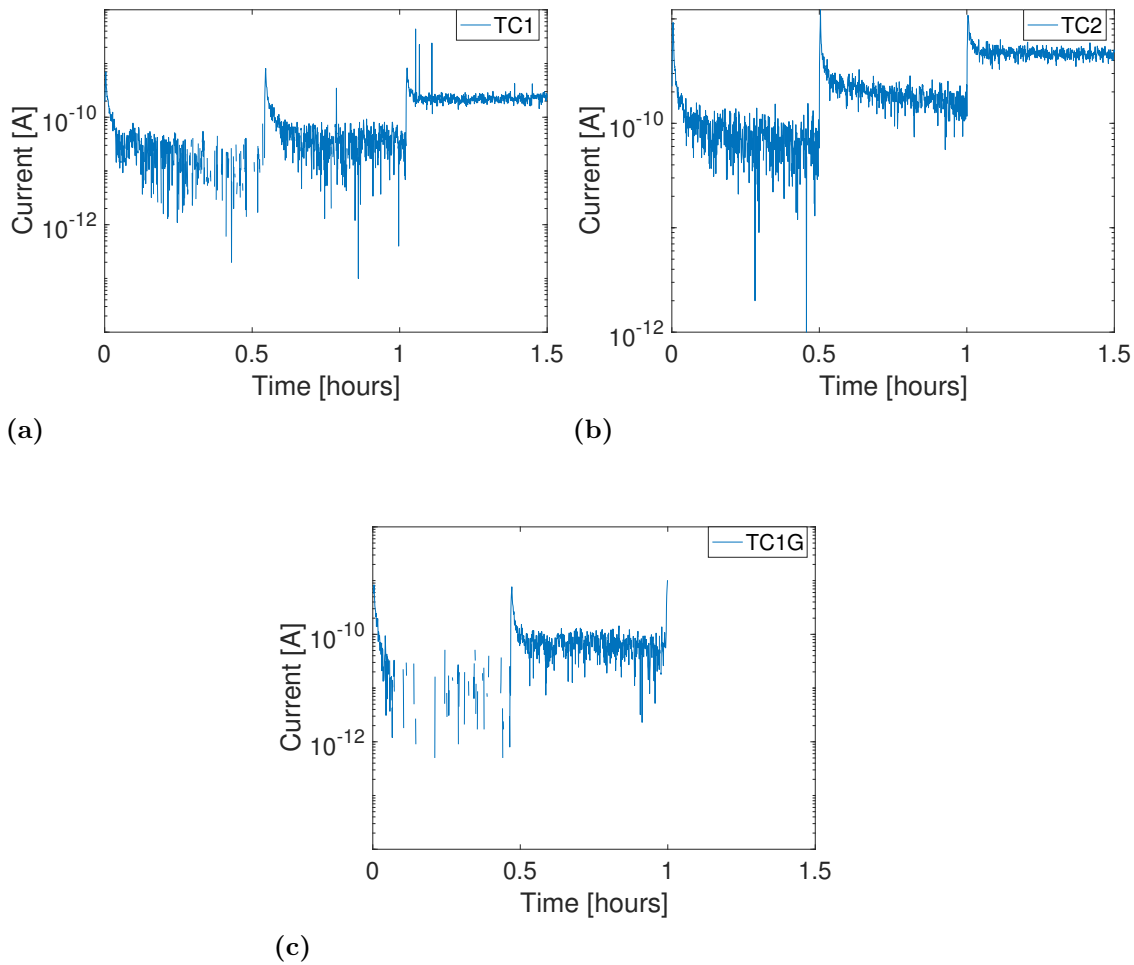 TC1
Current [A]
10^-10
10^-12
0 0.5 1 1.5
Time [hours]
(a)
TC2
Current [A]
10^-10
10^-12
0 0.5 1 1.5
Time [hours]
(b)
TC1G
Current [A]
10^-10
10^-12
0 0.5 1 1.5
Time [hours]
(c)